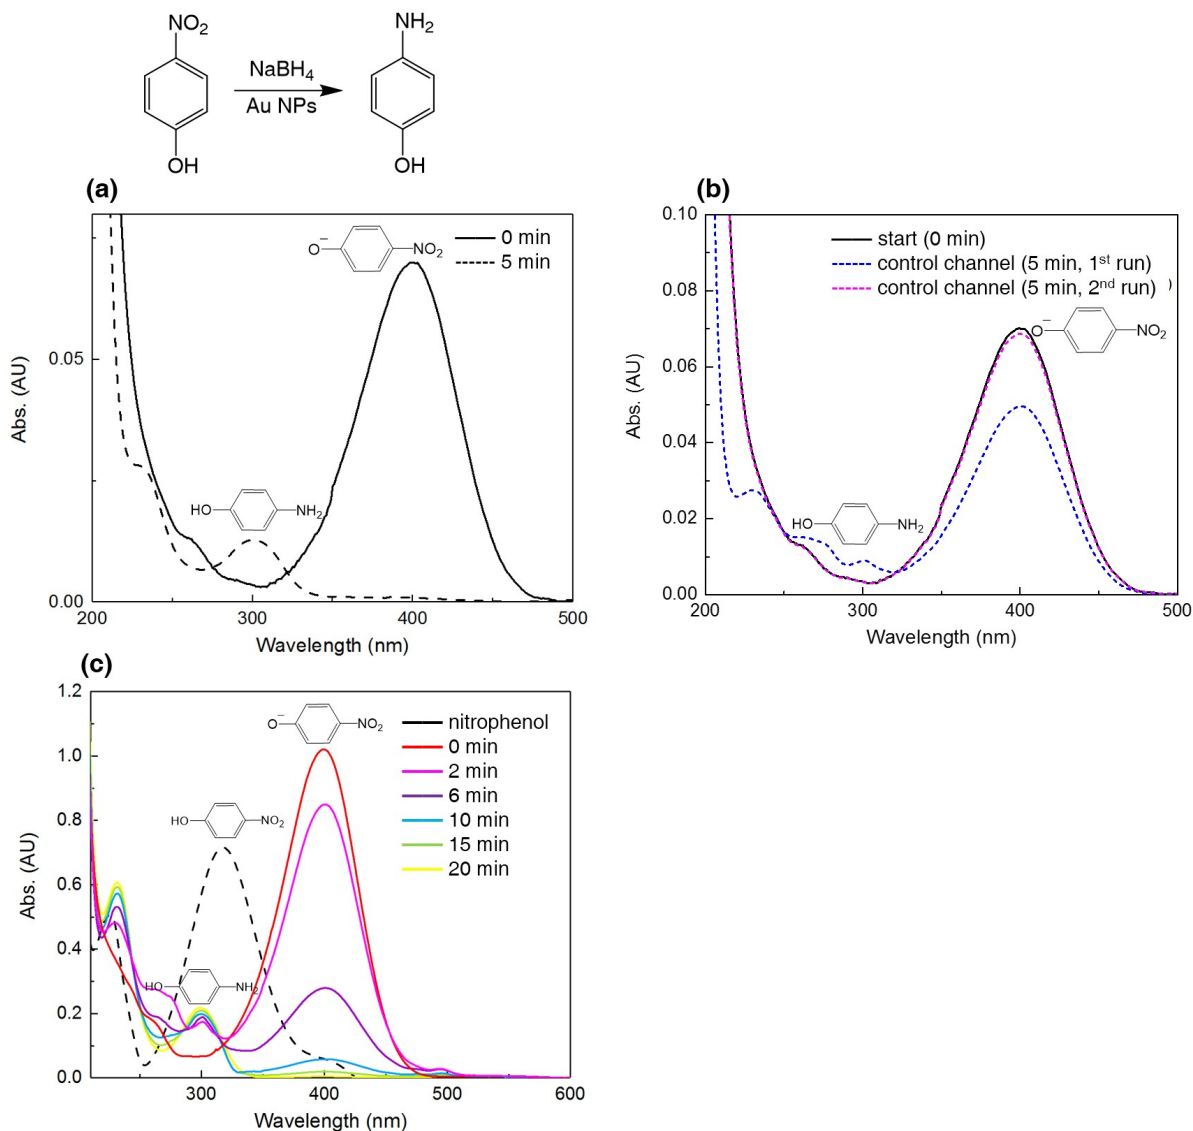 NO2
NH2
NaBH4
Au NPs
OH
OH
(a)
0 min
5 min
O−
NO2
HO
NH2
0.05
0.00
Abs. (AU)
200
300
400
500
Wavelength (nm)
(b)
0.10
0.08
0.06
0.04
0.02
0.00
Abs. (AU)
start (0 min)
control channel (5 min, 1st run)
control channel (5 min, 2nd run) )
O−
NO2
HO
NH2
200
300
400
500
Wavelength (nm)
(c)
1.2
1.0
0.8
0.6
0.4
0.2
0.0
Abs. (AU)
O−
NO2
nitrophenol
0 min
2 min
6 min
10 min
15 min
20 min
HO
NO2
HO
NH2
300
400
500
600
Wavelength (nm)